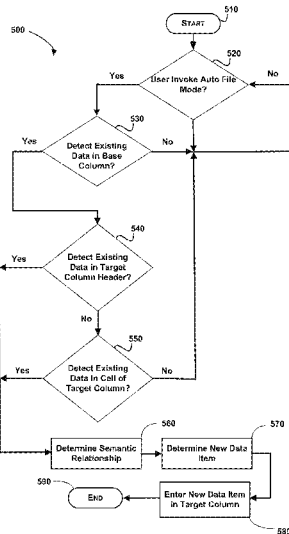 510
START
500
520
Yes
User Invoke Auto File
Mode?
No
530
Yes
Detect Existing
Data in Base
Column?
No
540
Detect Existing
Data in Target
Column Header?
Yes
No
550
Yes
Detect Existing
Data in Cell of
Target Column?
No
560
570
Determine Semantic
Relationship
Determine New Data
Item
590
END
Enter New Data Item
in Target Column
580